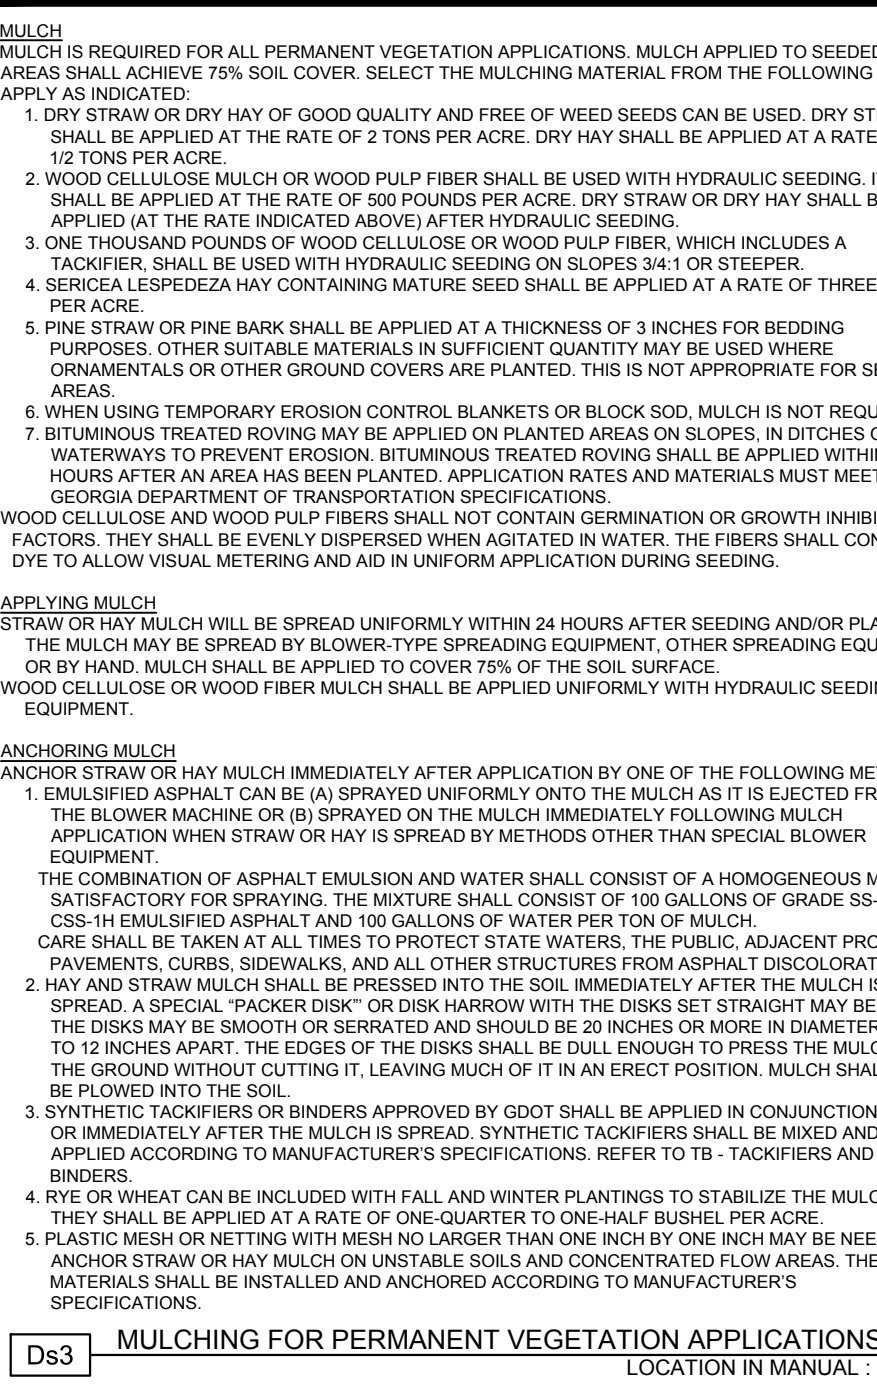 MULCH
MULCH IS REQUIRED FOR ALL PERMANENT VEGETATION APPLICATIONS. MULCH APPLIED TO SEEDED
AREAS SHALL ACHIEVE 75% SOIL COVER. SELECT THE MULCHING MATERIAL FROM THE FOLLOWING
APPLY AS INDICATED:
1. DRY STRAW OR DRY HAY OF GOOD QUALITY AND FREE OF WEED SEEDS CAN BE USED. DRY
SHALL BE APPLIED AT THE RATE OF 2 TONS PER ACRE. DRY HAY SHALL BE APPLIED AT A RATE
1/2 TONS PER ACRE.
2. WOOD CELLULOSE MULCH OR WOOD PULP FIBER SHALL BE USED WITH HYDRAULIC SEEDING.
SHALL BE APPLIED AT THE RATE OF 500 POUNDS PER ACRE. DRY STRAW OR DRY HAY SHALL
APPLIED (AT THE RATE INDICATED ABOVE) AFTER HYDRAULIC SEEDING.
3. ONE THOUSAND POUNDS OF WOOD CELLULOSE OR WOOD PULP FIBER, WHICH INCLUDES A
TACKIFIER, SHALL BE USED WITH HYDRAULIC SEEDING ON SLOPES 3/4:1 OR STEEPER.
4. SERICEA LESPEDEZA HAY CONTAINING MATURE SEED SHALL BE APPLIED AT A RATE OF THREE
PER ACRE.
5. PINE STRAW OR PINE BARK SHALL BE APPLIED AT A THICKNESS OF 3 INCHES FOR BEDDING
PURPOSES. OTHER SUITABLE MATERIALS IN SUFFICIENT QUANTITY MAY BE USED WHERE
ORNAMENTALS OR OTHER GROUND COVERS ARE PLANTED. THIS IS NOT APPROPRIATE FOR
AREAS.
6. WHEN USING TEMPORARY EROSION CONTROL BLANKETS OR BLOCK SOD, MULCH IS NOT
7. BITUMINOUS TREATED ROVING MAY BE APPLIED ON PLANTED AREAS ON SLOPES, IN DITCHES
WATERWAYS TO PREVENT EROSION. BITUMINOUS TREATED ROVING SHALL BE APPLIED WITHIN
HOURS AFTER AN AREA HAS BEEN PLANTED. APPLICATION RATES AND MATERIALS MUST MEET
GEORGIA DEPARTMENT OF TRANSPORTATION SPECIFICATIONS.
WOOD CELLULOSE AND WOOD PULP FIBERS SHALL NOT CONTAIN GERMINATION OR GROWTH INHIBI
FACTORS. THEY SHALL BE EVENLY DISPERSED WHEN AGITATED IN WATER. THE FIBERS SHALL
DYE TO ALLOW VISUAL METERING AND AID IN UNIFORM APPLICATION DURING SEEDING.
APPLYING MULCH
STRAW OR HAY MULCH WILL BE SPREAD UNIFORMLY WITHIN 24 HOURS AFTER SEEDING AND/OR
THE MULCH MAY BE SPREAD BY BLOWER-TYPE SPREADING EQUIPMENT, OTHER SPREADING
OR BY HAND. MULCH SHALL BE APPLIED TO COVER 75% OF THE SOIL SURFACE.
WOOD CELLULOSE OR WOOD FIBER MULCH SHALL BE APPLIED UNIFORMLY WITH HYDRAULIC
EQUIPMENT.
ANCHORING MULCH
ANCHOR STRAW OR HAY MULCH IMMEDIATELY AFTER APPLICATION BY ONE OF THE FOLLOWING
1. EMULSIFIED ASPHALT CAN BE (A) SPRAYED UNIFORMLY ONTO THE MULCH AS IT IS EJECTED
THE BLOWER MACHINE OR (B) SPRAYED ON THE MULCH IMMEDIATELY FOLLOWING MULCH
APPLICATION WHEN STRAW OR HAY IS SPREAD BY METHODS OTHER THAN SPECIAL BLOWER
EQUIPMENT.
THE COMBINATION OF ASPHALT EMULSION AND WATER SHALL CONSIST OF A HOMOGENEOUS
SATISFACTORY FOR SPRAYING. THE MIXTURE SHALL CONSIST OF 100 GALLONS OF GRADE SS-
CSS-1H EMULSIFIED ASPHALT AND 100 GALLONS OF WATER PER TON OF MULCH.
CARE SHALL BE TAKEN AT ALL TIMES TO PROTECT STATE WATERS, THE PUBLIC, ADJACENT
PAVEMENTS, CURBS, SIDEWALKS, AND ALL OTHER STRUCTURES FROM ASPHALT DISCOLORAT
2. HAY AND STRAW MULCH SHALL BE PRESSED INTO THE SOIL IMMEDIATELY AFTER THE MULCH IS
SPREAD. A SPECIAL “PACKER DISK”’ OR DISK HARROW WITH THE DISKS SET STRAIGHT MAY BE
THE DISKS MAY BE SMOOTH OR SERRATED AND SHOULD BE 20 INCHES OR MORE IN DIAMETER
TO 12 INCHES APART. THE EDGES OF THE DISKS SHALL BE DULL ENOUGH TO PRESS THE
THE GROUND WITHOUT CUTTING IT, LEAVING MUCH OF IT IN AN ERECT POSITION. MULCH
BE PLOWED INTO THE SOIL.
3. SYNTHETIC TACKIFIERS OR BINDERS APPROVED BY GDOT SHALL BE APPLIED IN CONJUNCTION
OR IMMEDIATELY AFTER THE MULCH IS SPREAD. SYNTHETIC TACKIFIERS SHALL BE MIXED AND
APPLIED ACCORDING TO MANUFACTURER’S SPECIFICATIONS. REFER TO TB - TACKIFIERS AND
BINDERS.
4. RYE OR WHEAT CAN BE INCLUDED WITH FALL AND WINTER PLANTINGS TO STABILIZE THE
THEY SHALL BE APPLIED AT A RATE OF ONE-QUARTER TO ONE-HALF BUSHEL PER ACRE.
5. PLASTIC MESH OR NETTING WITH MESH NO LARGER THAN ONE INCH BY ONE INCH MAY BE
ANCHOR STRAW OR HAY MULCH ON UNSTABLE SOILS AND CONCENTRATED FLOW AREAS.
MATERIALS SHALL BE INSTALLED AND ANCHORED ACCORDING TO MANUFACTURER’S
SPECIFICATIONS.
Ds3
MULCHING FOR PERMANENT VEGETATION APPLICATIONS
LOCATION IN MANUAL :